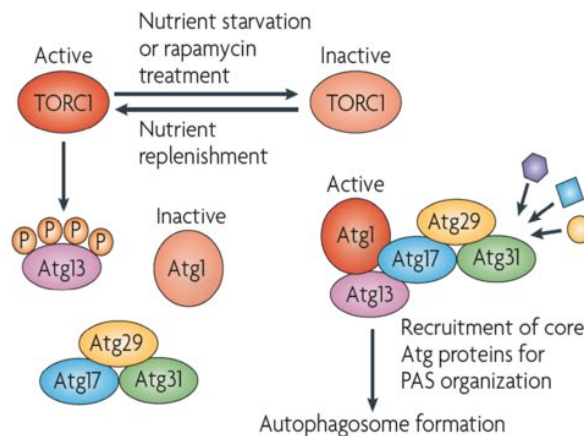 Nutrient starvation
or rapamycin
treatment
Active
Inactive
TORC1
TORC1
Nutrient
replenishment
P
P
P
P
Atg13
Inactive
Atg1
Atg29
Atg17
Atg31
Active
Atg1
Atg29
Atg17
Atg31
Atg13
Recruitment of core
Atg proteins for
PAS organization
Autophagosome formation